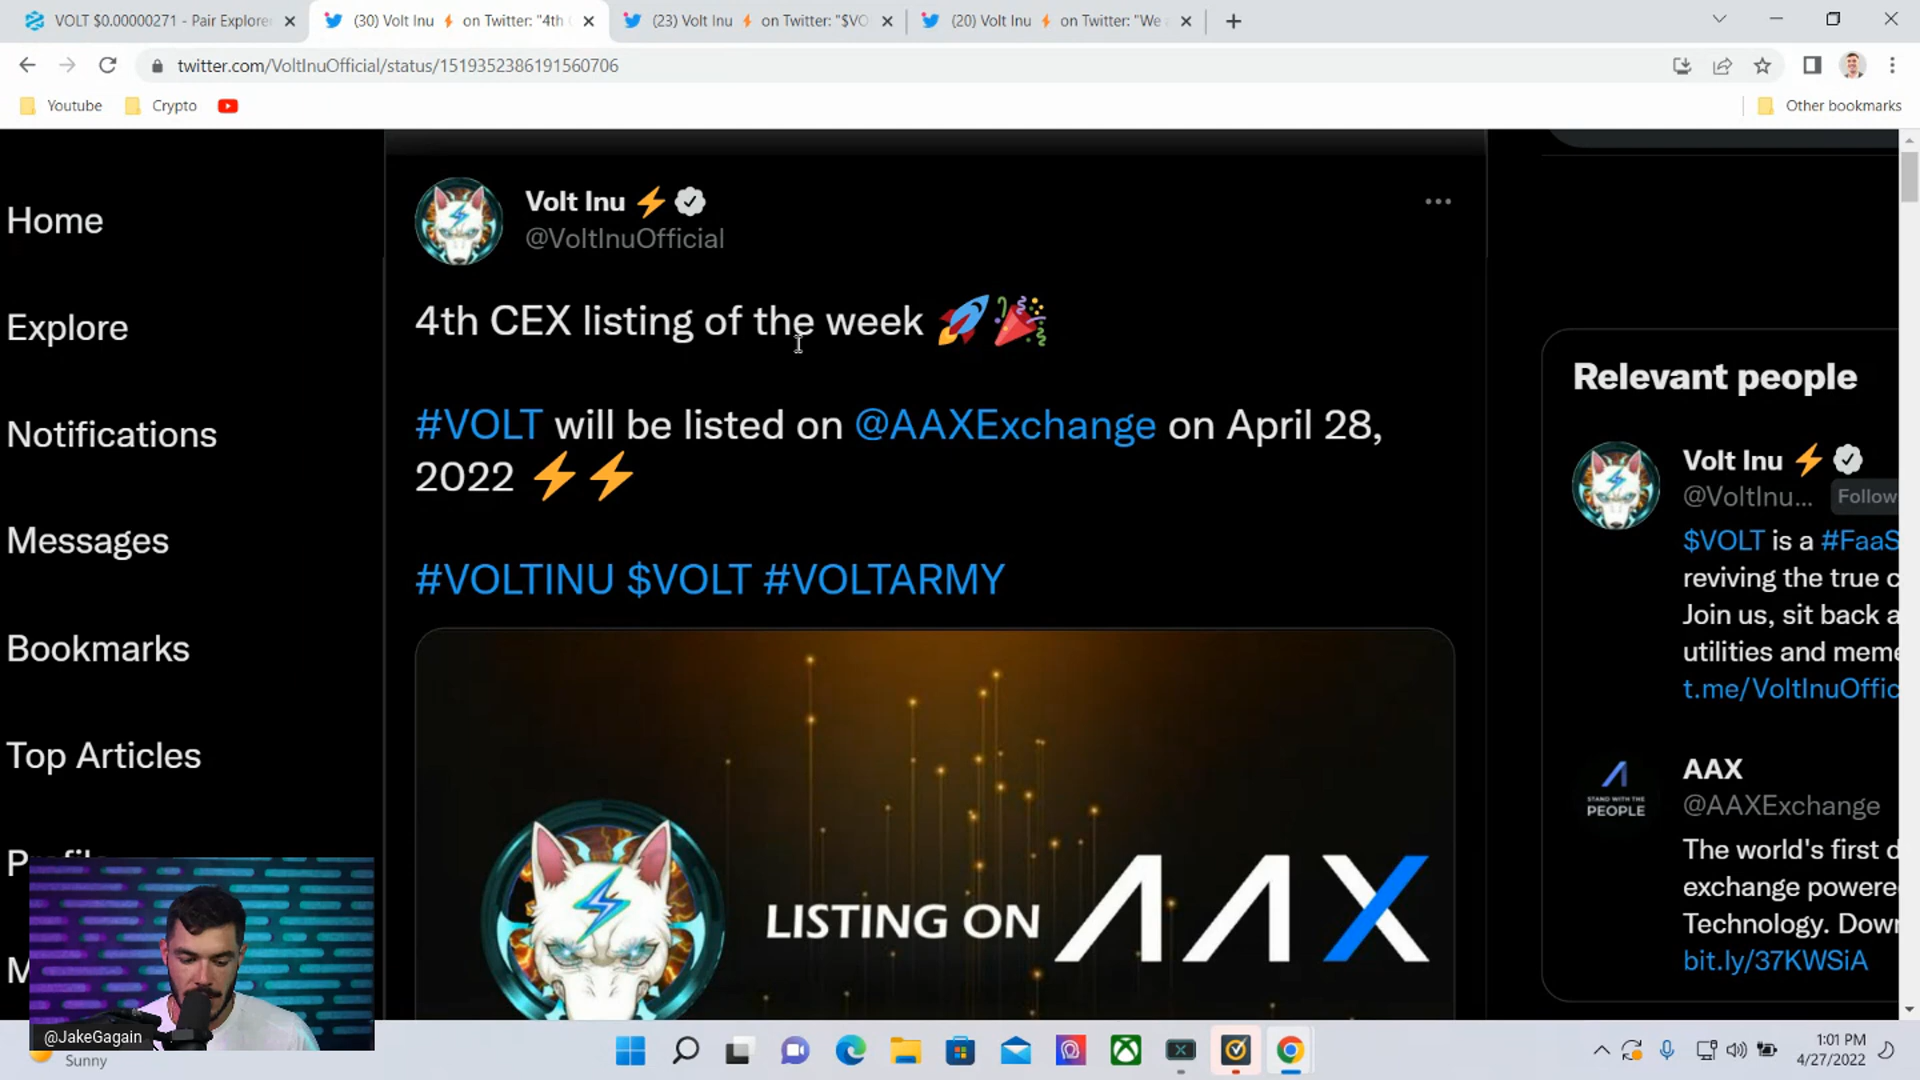 VOLT $0.00000271 - Pair Explore
(30) Volt Inu ⚡ on Twitter: "4th
(23) Volt Inu ⚡ on Twitter: "$VO
(20) Volt Inu ⚡ on Twitter: "We
twitter.com/VoltInuOfficial/status/1519352386191560706
Youtube
Crypto
Other bookmarks
Home
Explore
Notifications
Messages
Bookmarks
Top Articles
Volt Inu ⚡
@VoltInuOfficial
4th CEX listing of the week 🚀🎉
#VOLT will be listed on @AAXExchange on April 28,
2022 ⚡⚡
#VOLTINU $VOLT #VOLTARMY
LISTING ON AAX
Relevant people
Volt Inu ⚡
@VoltInu...
Follow
$VOLT is a #FaaS
reviving the true c
Join us, sit back a
utilities and meme
t.me/VoltInuOffic
STAND WITH THE
PEOPLE
AAX
@AAXExchange
The world's first d
exchange powere
Technology. Dow
bit.ly/37KWSiA
@JakeGagain
Sunny
1:01 PM
4/27/2022